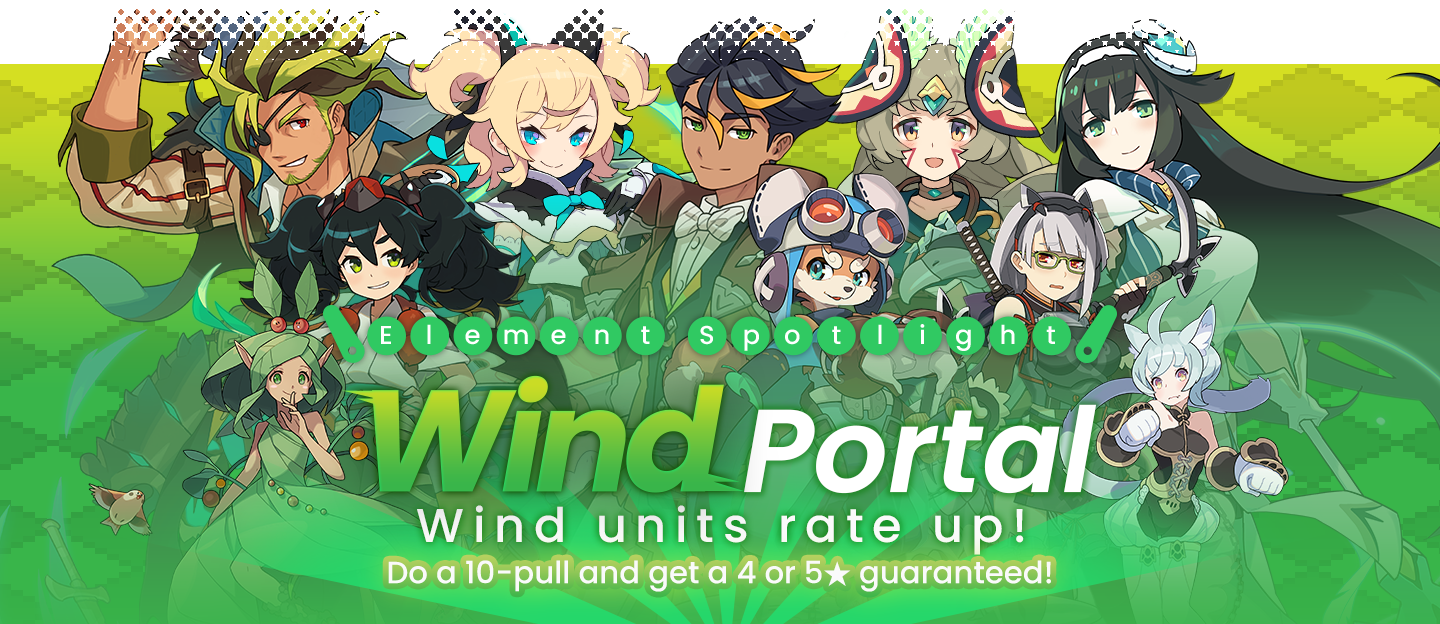 Element Spotlight
Wind Portal
Wind units rate up!
Do a 10-pull and get a 4 or 5★ guaranteed!